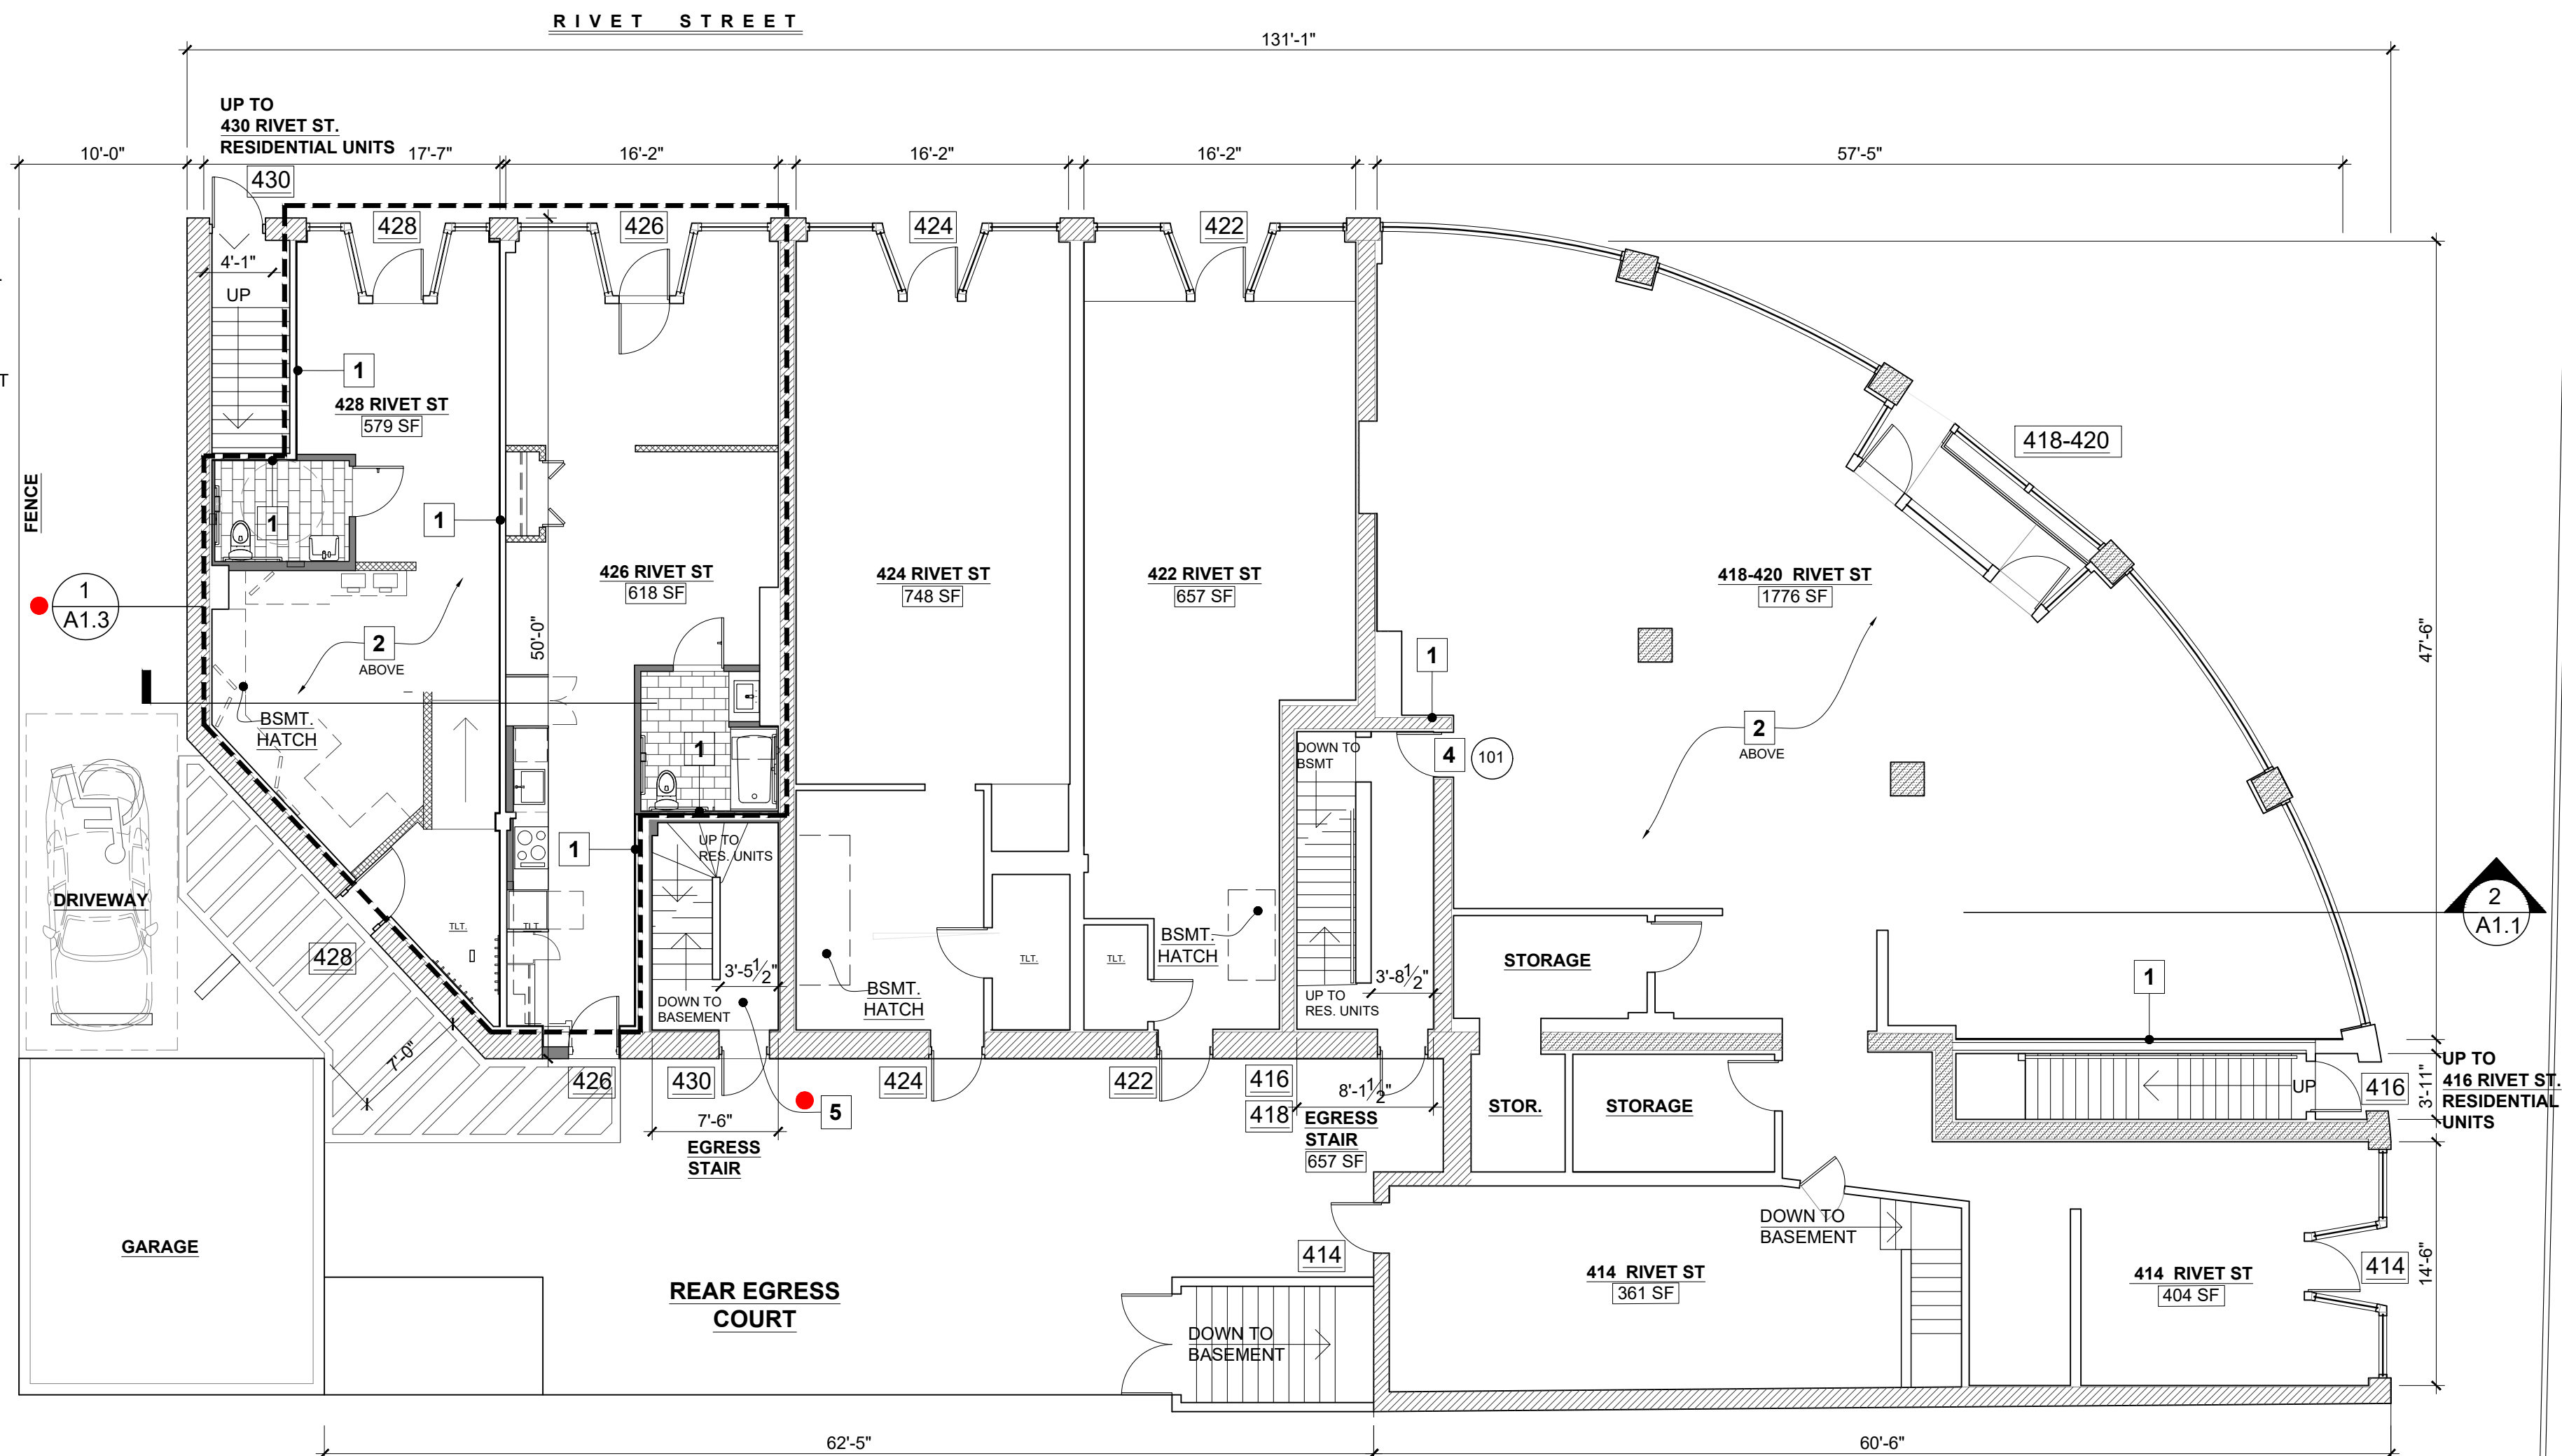 RIVET STREET
131'-1"
UP TO
430 RIVET ST.
RESIDENTIAL UNITS
10'-0"
17'-7"
16'-2"
16'-2"
16'-2"
57'-5"
430
428
426
424
422
4'-1"
UP
T
1
428 RIVET ST
579 SF
418-420
FENCE
1
1
426 RIVET ST
618 SF
424 RIVET ST
748 SF
422 RIVET ST
657 SF
418-420 RIVET ST
1776 SF
1
A1.3
2
ABOVE
50'-0"
47'-6"
1
BSMT.
HATCH
1
DOWN TO
BSMT
4
101
2
ABOVE
1
UP TO
RES. UNITS
DRIVEWAY
TLT.
TLT.
428
BSMT.
HATCH
TLT.
TLT.
BSMT.
HATCH
STORAGE
2
A1.1
3'-5 1/2"
DOWN TO
BASEMENT
3'-8 1/2"
UP TO
RES. UNITS
1
7'-0"
426
430
424
422
416
418
8'-1 1/2"
EGRESS
STAIR
657 SF
5
7'-6"
EGRESS
STAIR
STOR.
STORAGE
UP
416
3'-11"
UP TO
416 RIVET ST.
RESIDENTIAL
UNITS
GARAGE
REAR EGRESS
COURT
414
DOWN TO
BASEMENT
DOWN TO
BASEMENT
414 RIVET ST
361 SF
414 RIVET ST
404 SF
414
14'-6"
62'-5"
60'-6"